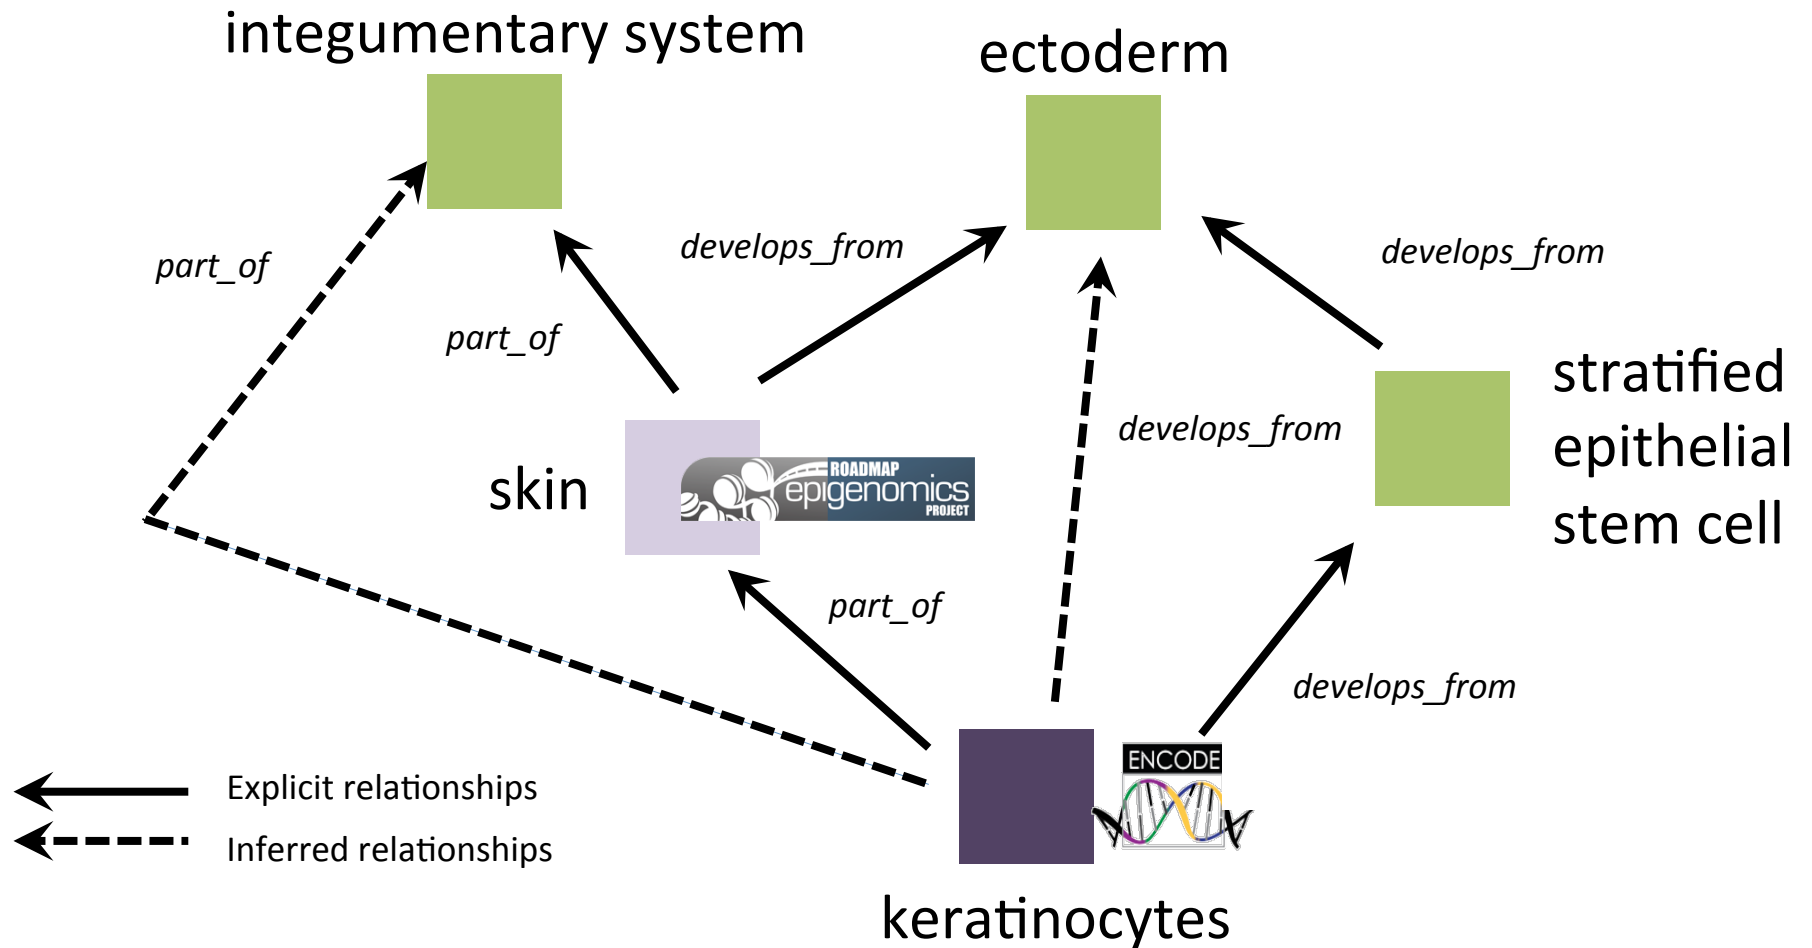 integumentary system
ectoderm
part_of
develops_from
develops_from
part_of
develops_from
stratified
epithelial
stem cell
skin
ROADMAP
epigenomics
PROJECT
part_of
develops_from
ENCODE
Explicit relationships
Inferred relationships
keratinocytes